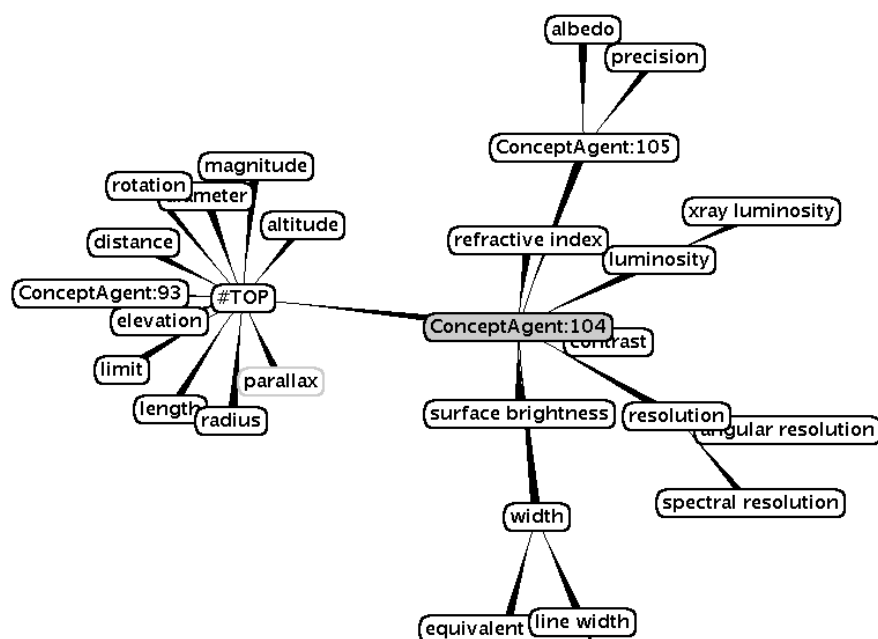 albedo
precision
ConceptAgent:105
magnitude
rotation
diameter
altitude
xray luminosity
distance
refractive index
luminosity
ConceptAgent:93
#TOP
elevation
ConceptAgent:104
contrast
limit
parallax
length
radius
surface brightness
resolution
angular resolution
spectral resolution
width
equivalent
line width